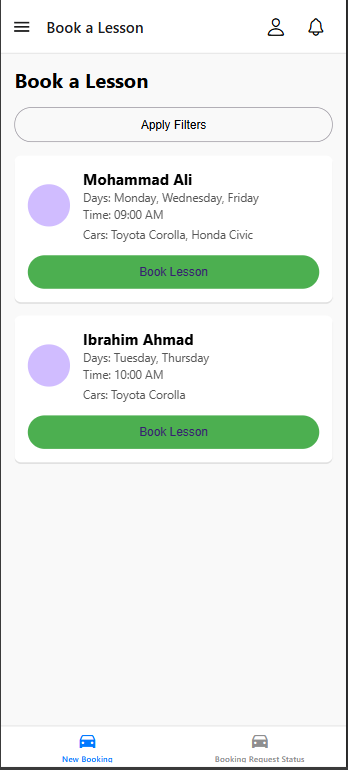 Book a Lesson
Book a Lesson
Apply Filters
Mohammad Ali
Days: Monday, Wednesday, Friday
Time: 09:00 AM
Cars: Toyota Corolla, Honda Civic
Book Lesson
Ibrahim Ahmad
Days: Tuesday, Thursday
Time: 10:00 AM
Cars: Toyota Corolla
Book Lesson
New Booking
Booking Request Status